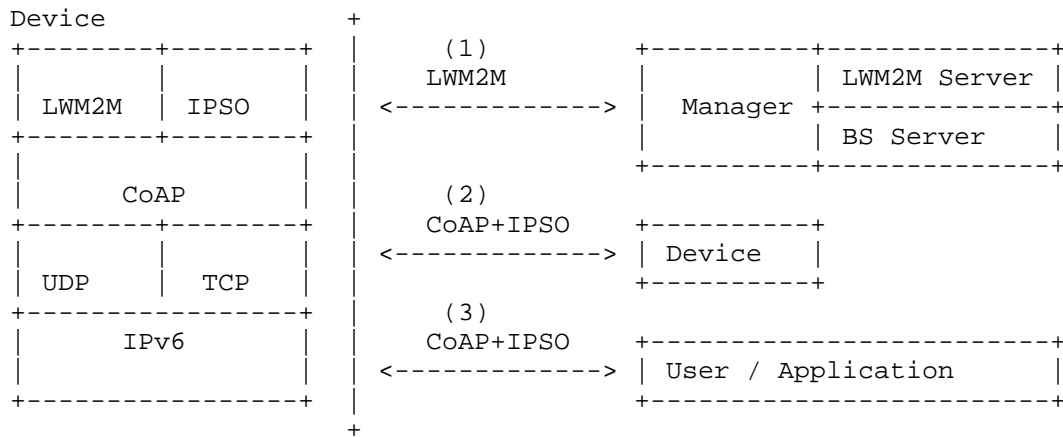 Device
(1)
LWM2M LWM2M Server
LWM2M IPSO Manager
BS Server
CoAP (2)
CoAP+IPSO
Device
UDP TCP
(3)
IPv6 CoAP+IPSO
User / Application